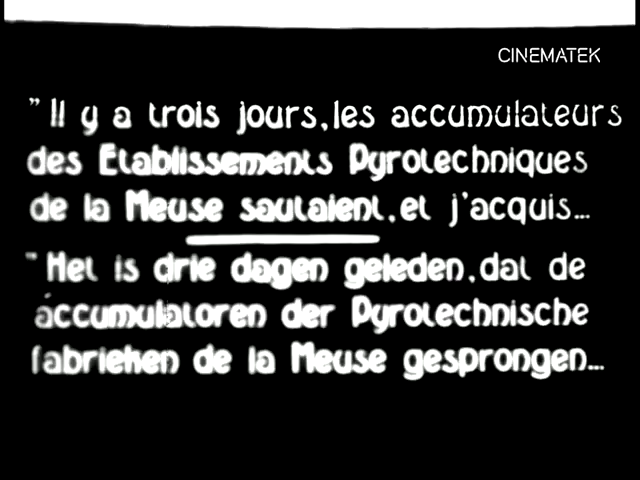 CINEMATEK
" Il y a trois jours, les accumulateurs
des Etablissements Pyrotechniques
de la Meuse sautaient, et j'acquis...
" Het is drie dagen geleden, dat de
accumulatoren der Pyrotechnische
fabrieken de la Meuse gesprongen...